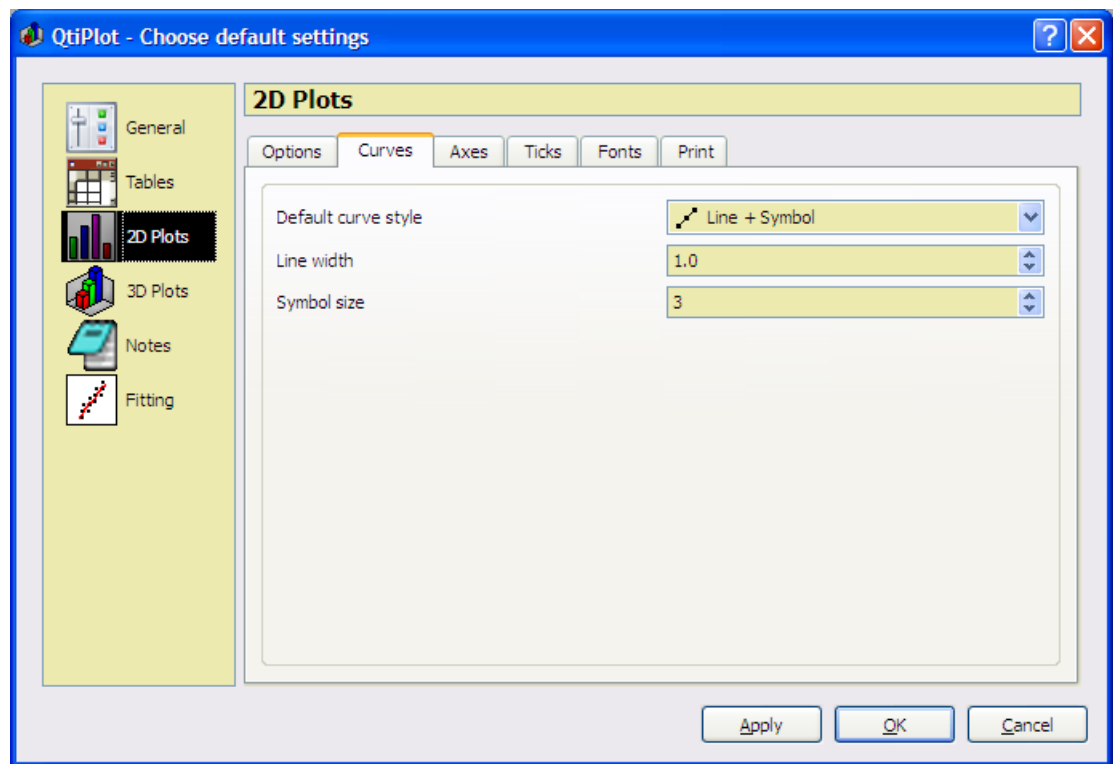 QtiPlot - Choose default settings
General
Tables
2D Plots
3D Plots
Notes
Fitting
2D Plots
Options Curves Axes Ticks Fonts Print
Default curve style Line + Symbol
Line width 1.0
Symbol size 3
Apply OK Cancel